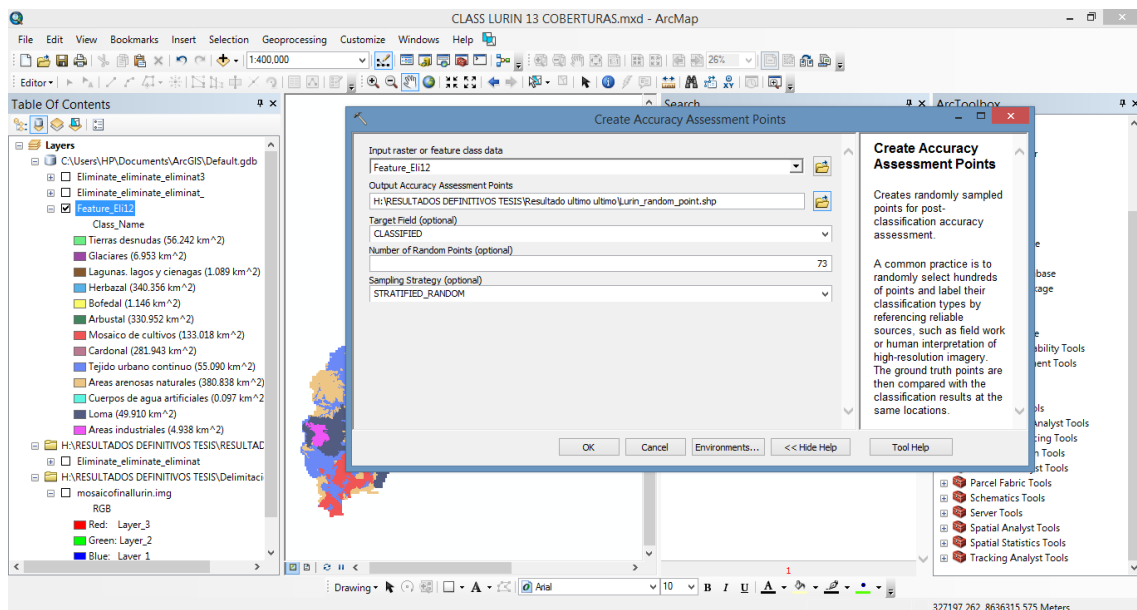 CLASS LURIN 13 COBERTURAS.mxd - ArcMap
File Edit View Bookmarks Insert Selection Geoprocessing Customize Windows Help
1:400,000
26%
Editor
Table Of Contents
Layers
C:\Users\HP\Documents\ArcGIS\Default.gdb
Eliminate_eliminate_eliminat3
Eliminate_eliminate_eliminat_
Feature_Eli12
Class_Name
Tierras desnudas (56.242 km^2)
Glaciares (6.953 km^2)
Lagunas. lagos y cienagas (1.089 km^2)
Herbazal (340.356 km^2)
Bofedal (1.146 km^2)
Arbustal (330.952 km^2)
Mosaico de cultivos (133.018 km^2)
Cardonal (281.943 km^2)
Tejido urbano continuo (55.090 km^2)
Areas arenosas naturales (380.838 km^2)
Cuerpos de agua artificiales (0.097 km^2
Loma (49.910 km^2)
Areas industriales (4.938 km^2)
H:\RESULTADOS DEFINITIVOS TESIS\RESULTAD
Eliminate_eliminate_eliminat
H:\RESULTADOS DEFINITIVOS TESIS\Delimitaci
mosaicofinallurin.img
RGB
Red: Layer_3
Green: Layer_2
Blue: Layer_1
Search
ArcToolbox
Create Accuracy Assessment Points
Input raster or feature class data
Feature_Eli12
Output Accuracy Assessment Points
H:\RESULTADOS DEFINITIVOS TESIS\Resultado ultimo ultimo\Lurin_random_point.shp
Target Field (optional)
CLASSIFIED
Number of Random Points (optional)
73
Sampling Strategy (optional)
STRATIFIED_RANDOM
Create Accuracy
Assessment Points
Creates randomly sampled
points for post-
classification accuracy
assessment.
A common practice is to
randomly select hundreds
of points and label their
classification types by
referencing reliable
sources, such as field work
or human interpretation of
high-resolution imagery.
The ground truth points are
then compared with the
classification results at the
same locations.
OK
Cancel
Environments...
<< Hide Help
Tool Help
Parcel Fabric Tools
Schematics Tools
Server Tools
Spatial Analyst Tools
Spatial Statistics Tools
Tracking Analyst Tools
1
Drawing
Arial
10
B I U A
327197.262 8636315.575 Meters